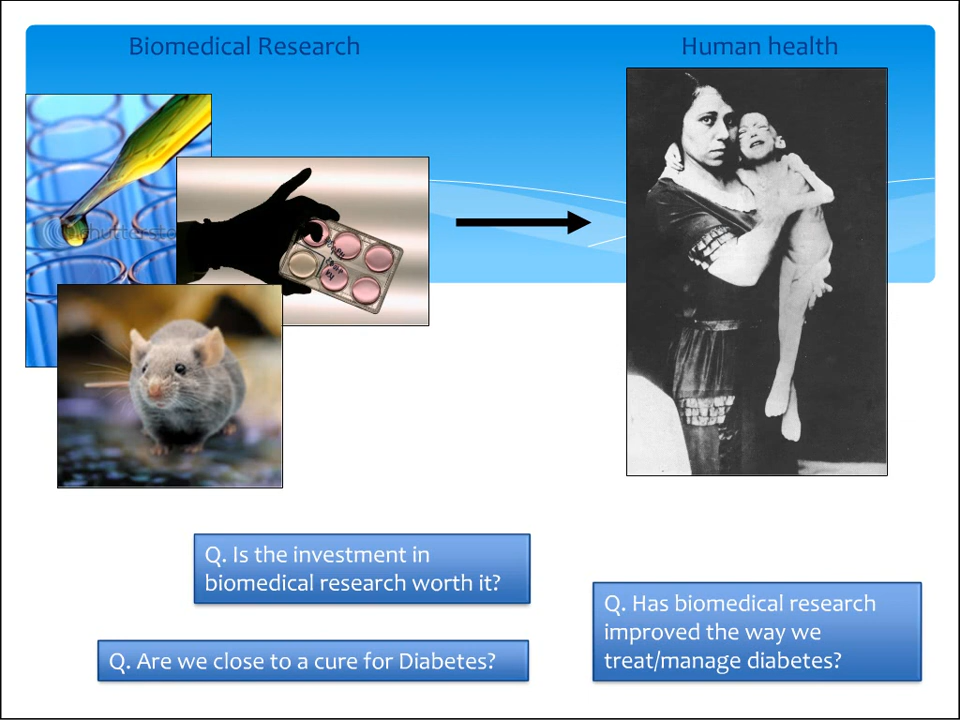 Biomedical Research
Human health
shutterstock
Q. Is the investment in
biomedical research worth it?
Q. Has biomedical research
improved the way we
treat/manage diabetes?
Q. Are we close to a cure for Diabetes?